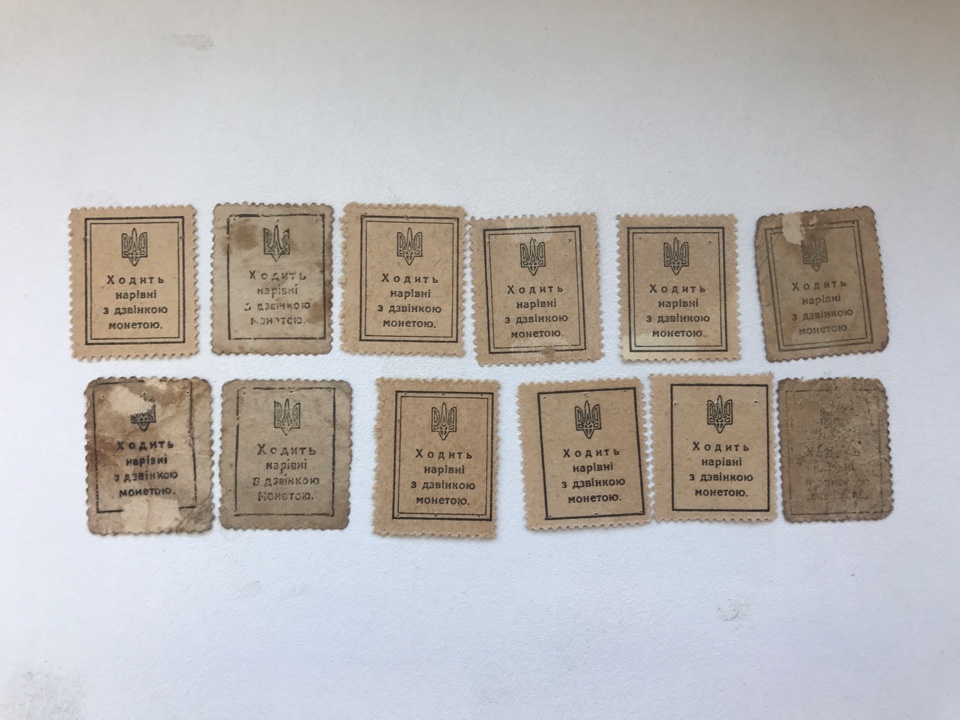 Ходить
нарівні
з дзвінкою
монетою.
Ходить
нарівні
з дзвінкою
монетою.
Ходить
нарівні
з дзвінкою
монетою.
Ходить
нарівні
з дзвінкою
монетою.
Ходить
нарівні
з дзвінкою
монетою.
Ходить
нарівні
з дзвінкою
монетою.
Ходить
нарівні
з дзвінкою
монетою.
Ходить
нарівні
з дзвінкою
монетою.
Ходить
нарівні
з дзвінкою
монетою.
Ходить
нарівні
з дзвінкою
монетою.
Ходить
нарівні
з дзвінкою
монетою.